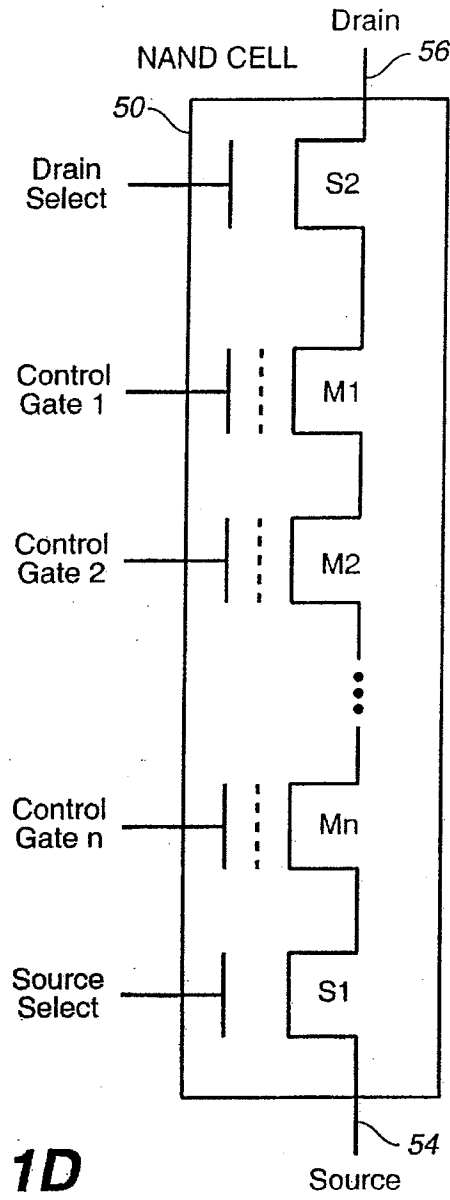 Drain
56
NAND CELL
50
Drain
Select
S2
Control
Gate 1
M1
Control
Gate 2
M2
Control
Gate n
Mn
Source
Select
S1
54
Source
1D